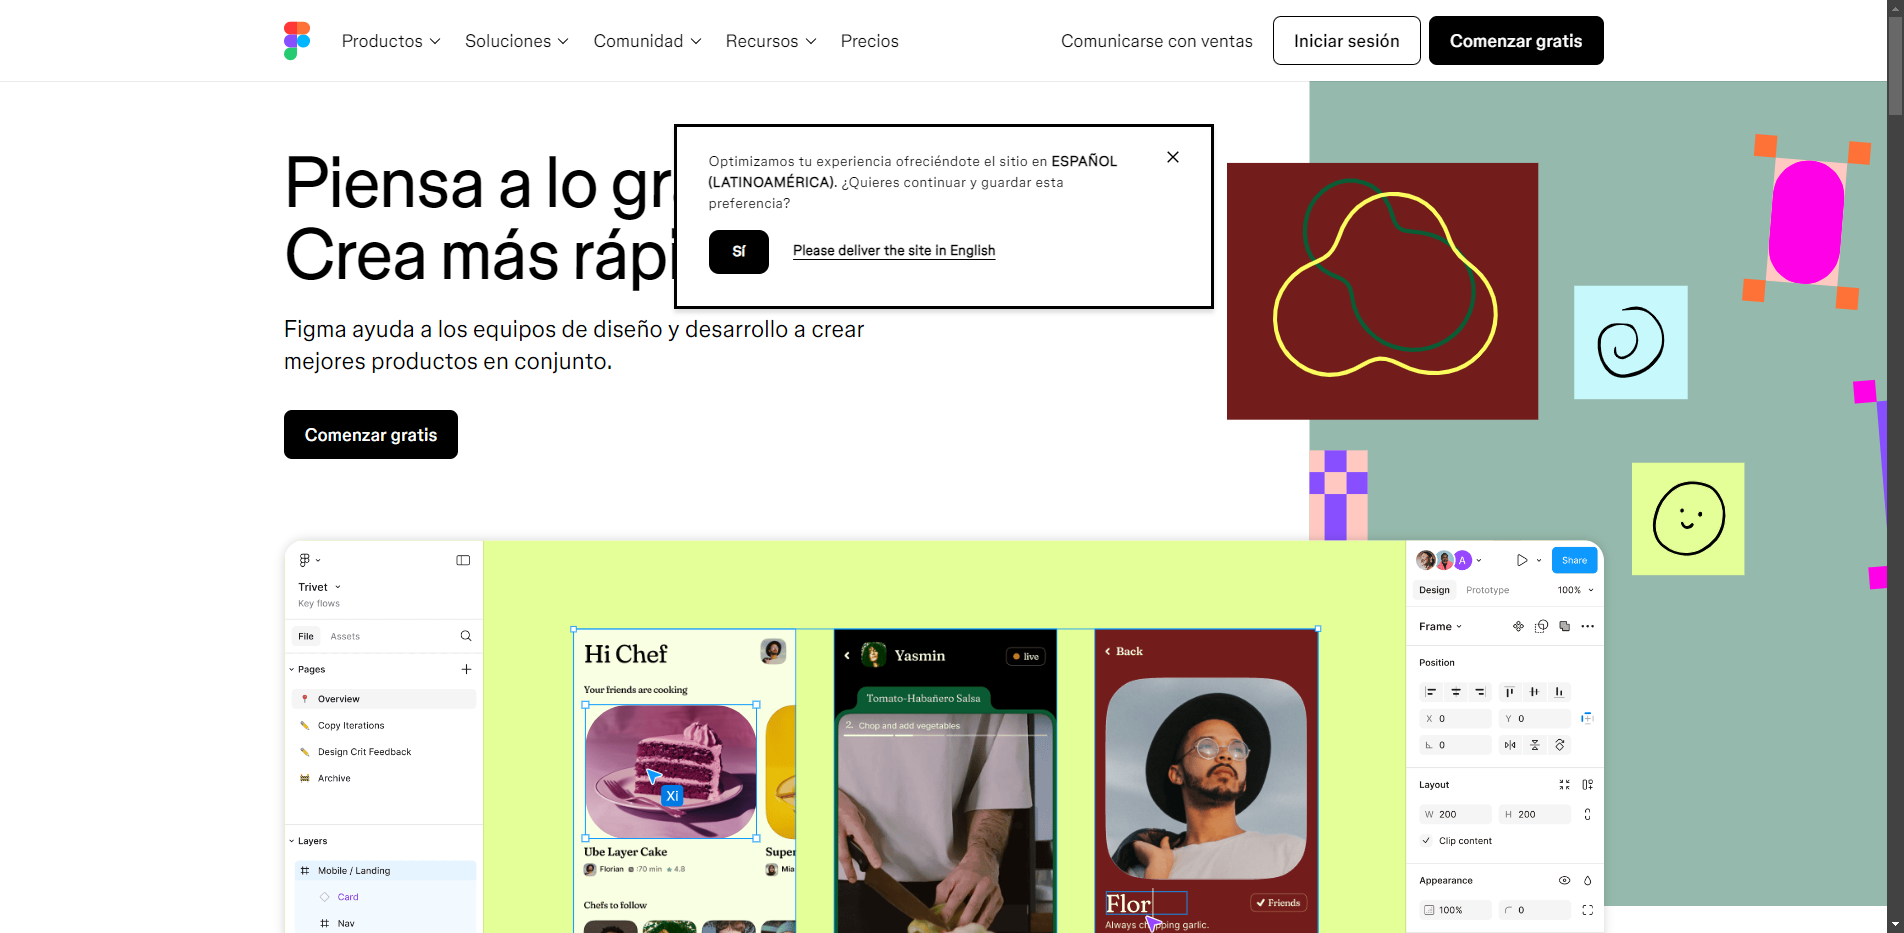 Productos
Soluciones
Comunidad
Recursos
Precios
Comunicarse con ventas
Iniciar sesión
Comenzar gratis
Piensa a lo gr
Crea más rápi
Optimizamos tu experiencia ofreciéndote el sitio en ESPAÑOL
(LATINOAMÉRICA). ¿Quieres continuar y guardar esta
preferencia?
Sí
Please deliver the site in English
Figma ayuda a los equipos de diseño y desarrollo a crear
mejores productos en conjunto.
Comenzar gratis
Trivet
Key flows
File
Assets
Pages
Overview
Copy Iterations
Design Crit Feedback
Archive
Layers
Mobile / Landing
Card
Nav
Hi Chef
Your friends are cooking
Xi
Ube Layer Cake
Florian
70 min
4.8
Super
Mia
Chefs to follow
Yasmin
live
Tomato-Habañero Salsa
2. Chop and add vegetables
Back
Flor
Friends
Always chopping garlic.
A
Share
Design
Prototype
100%
Frame
Position
X 0
Y 0
0
Layout
W 200
H 200
Clip content
Appearance
100%
0